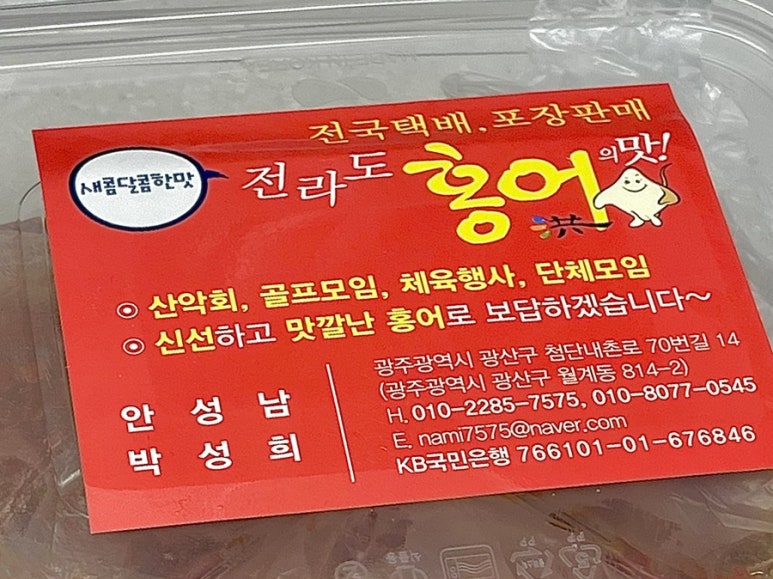 전국택배.포장판매
새콤달콤한맛
전라도 홍어의 맛!
洪
◉ 산악회, 골프모임, 체육행사, 단체모임
◉ 신선하고 맛깔난 홍어로 보답하겠습니다~
안성남
박성희
광주광역시 광산구 첨단내촌로 70번길 14
(광주광역시 광산구 월계동 814-2)
H. 010-2285-7575, 010-8077-0545
E. nami7575@naver.com
KB국민은행 766101-01-676846